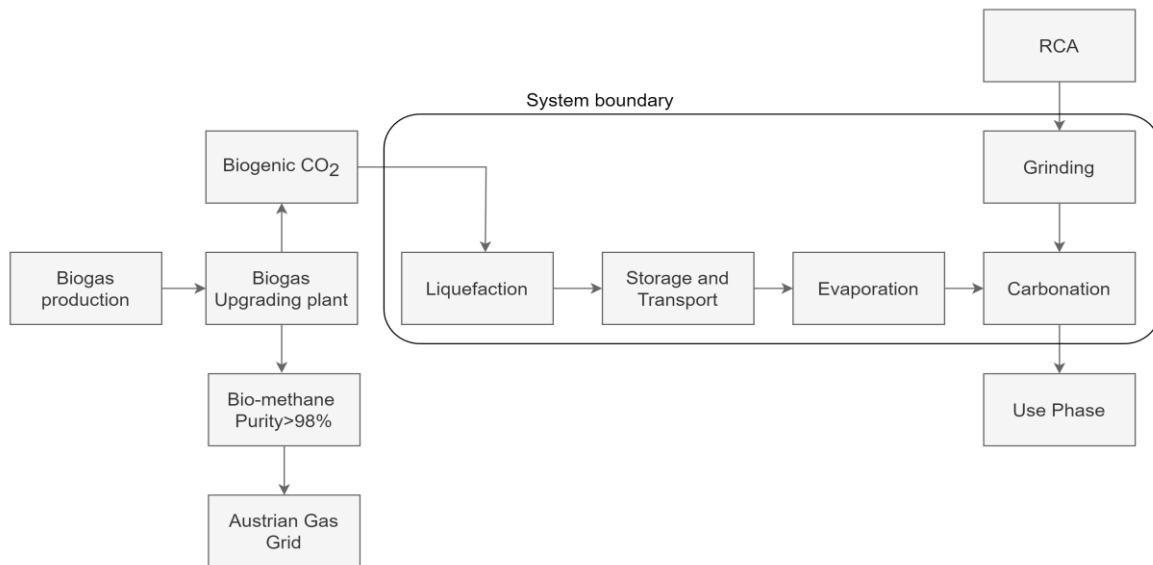 RCA
System boundary
Biogenic CO₂
Grinding
Biogas
production
Biogas
Upgrading plant
Liquefaction
Storage and
Transport
Evaporation
Carbonation
Bio-methane
Purity>98%
Use Phase
Austrian Gas
Grid